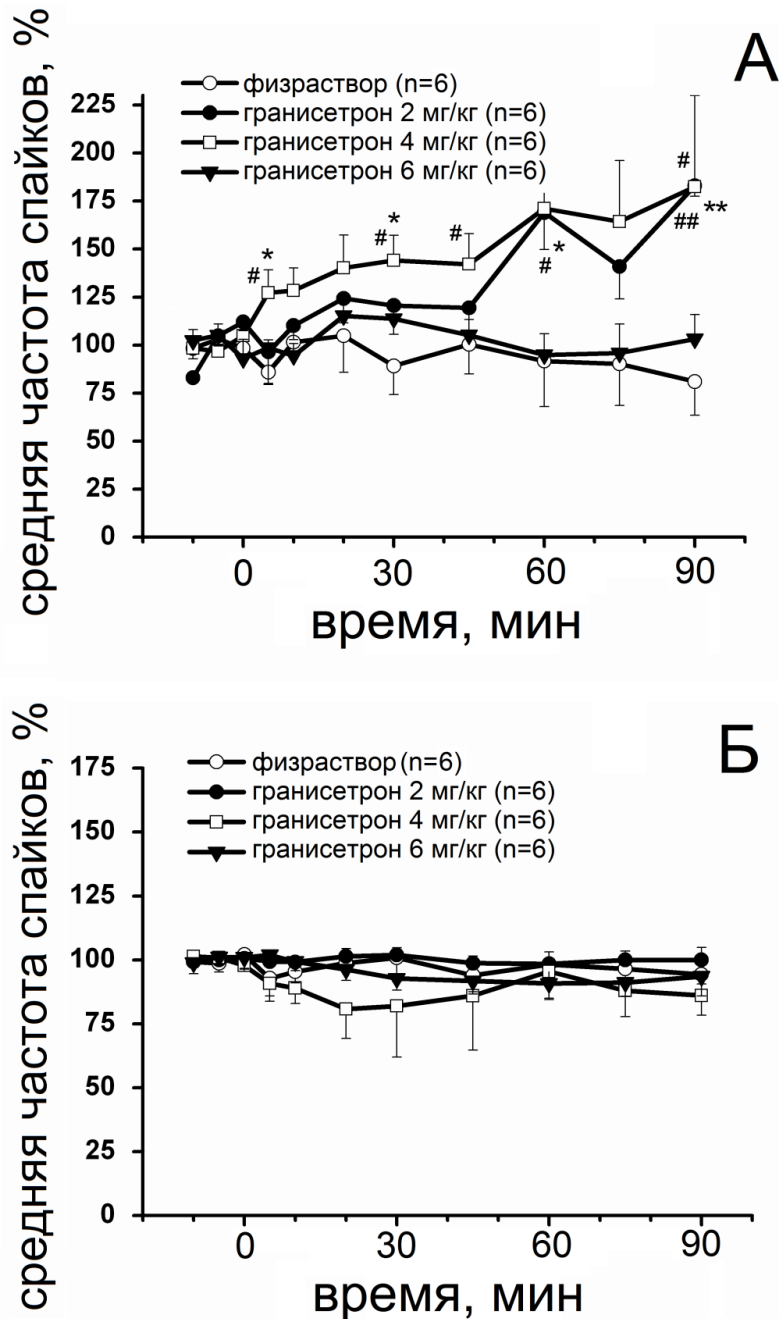 А
средняя частота спайков, %
физраствор (n=6)
гранисетрон 2 мг/кг (n=6)
гранисетрон 4 мг/кг (n=6)
гранисетрон 6 мг/кг (n=6)
225
200
175
150
125
100
75
50
25
0
# *
# *
#
# *
#
## **
0 30 60 90
время, мин
Б
средняя частота спайков, %
физраствор (n=6)
гранисетрон 2 мг/кг (n=6)
гранисетрон 4 мг/кг (n=6)
гранисетрон 6 мг/кг (n=6)
175
150
125
100
75
50
25
0
0 30 60 90
время, мин